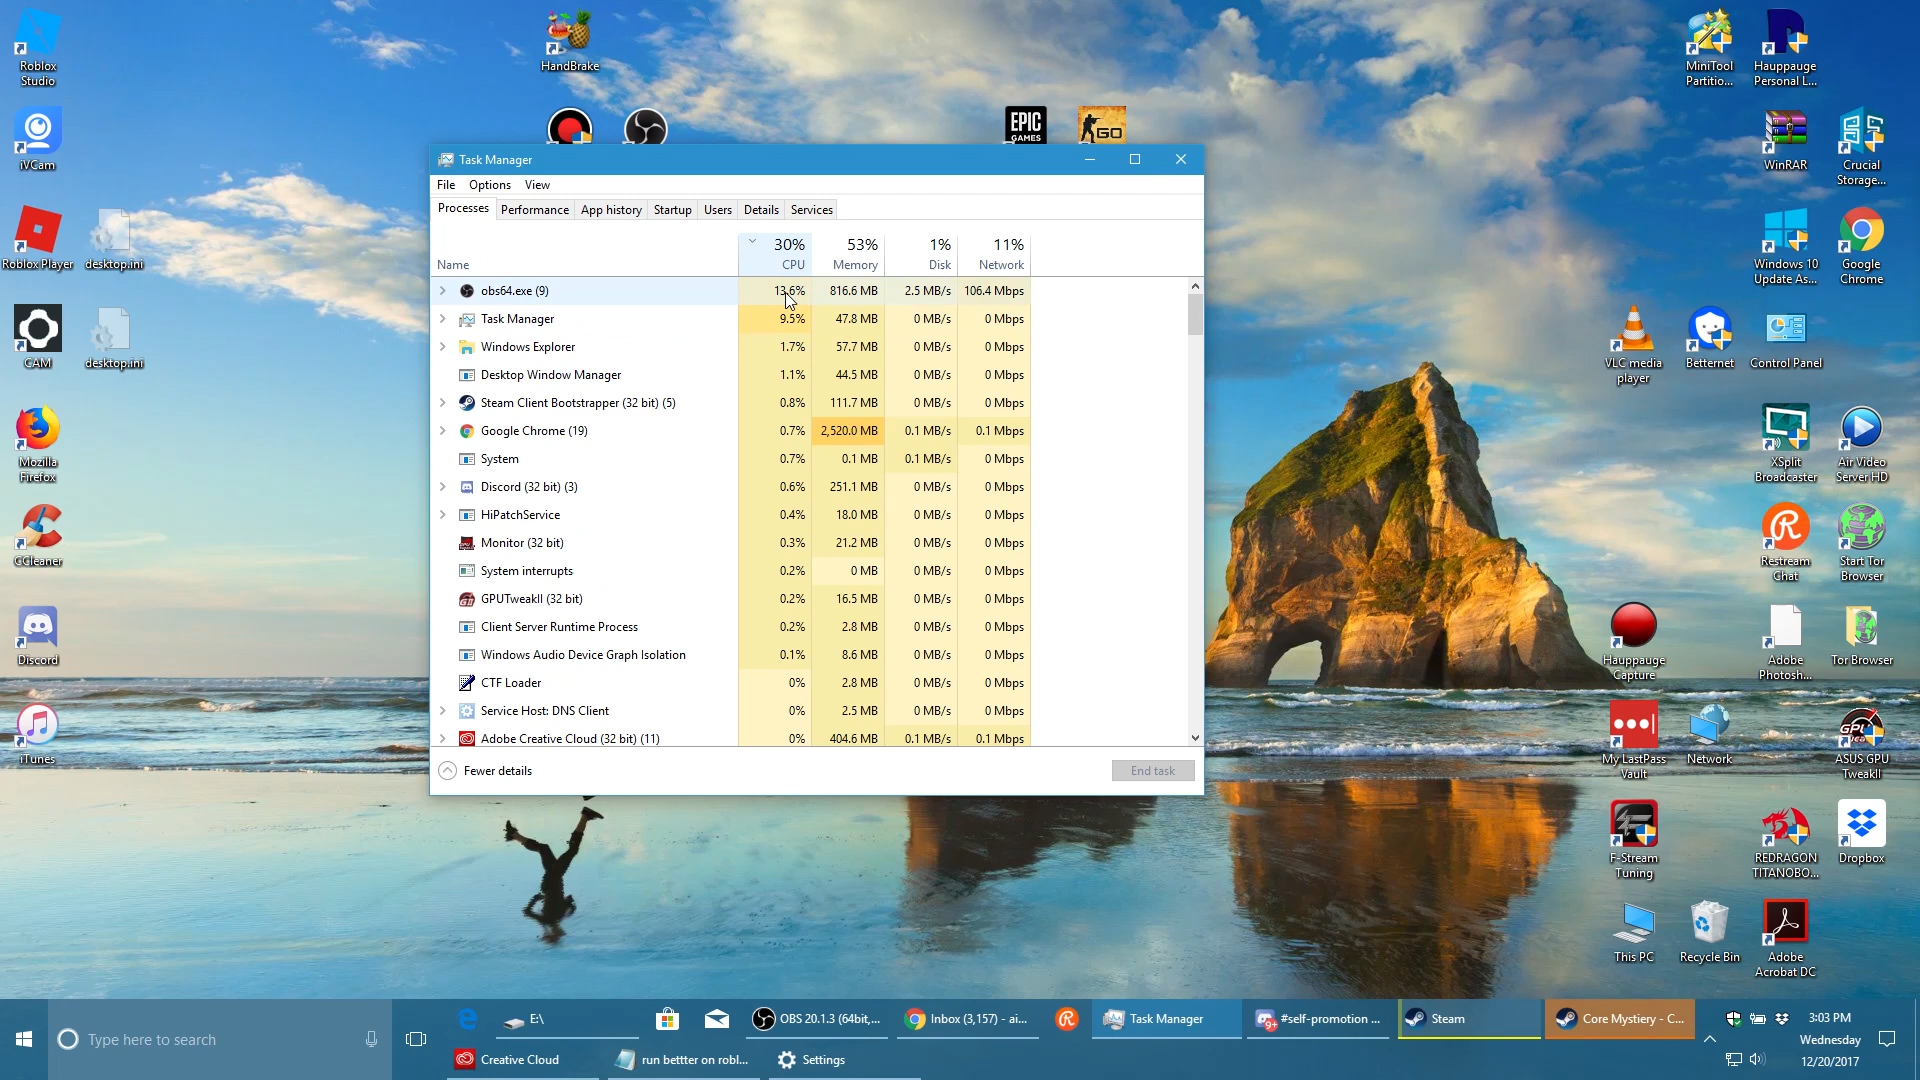 Roblox
Studio
HandBrake
MiniTool
Partitio...
Hauppauge
Personal L...
iVCam
EPIC
GAMES
GO
WinRAR
Crucial
Storage...
Task Manager
File
Options
View
Processes
Performance
App history
Startup
Users
Details
Services
Roblox Player
desktop.ini
Windows 10
Update As...
Google
Chrome
30%
53%
1%
11%
Name
CPU
Memory
Disk
Network
obs64.exe (9) 13.6% 816.6 MB 2.5 MB/s 106.4 Mbps
Task Manager 9.5% 47.8 MB 0 MB/s 0 Mbps
Windows Explorer 1.7% 57.7 MB 0 MB/s 0 Mbps
Desktop Window Manager 1.1% 44.5 MB 0 MB/s 0 Mbps
Steam Client Bootstrapper (32 bit) (5) 0.8% 111.7 MB 0 MB/s 0 Mbps
Google Chrome (19) 0.7% 2,520.0 MB 0.1 MB/s 0.1 Mbps
System 0.7% 0.1 MB 0.1 MB/s 0 Mbps
Discord (32 bit) (3) 0.6% 251.1 MB 0 MB/s 0 Mbps
HiPatchService 0.4% 18.0 MB 0 MB/s 0 Mbps
Monitor (32 bit) 0.3% 21.2 MB 0 MB/s 0 Mbps
System interrupts 0.2% 0 MB 0 MB/s 0 Mbps
GPUTweakII (32 bit) 0.2% 16.5 MB 0 MB/s 0 Mbps
Client Server Runtime Process 0.2% 2.8 MB 0 MB/s 0 Mbps
Windows Audio Device Graph Isolation 0.1% 8.6 MB 0 MB/s 0 Mbps
CTF Loader 0% 2.8 MB 0 MB/s 0 Mbps
Service Host: DNS Client 0% 2.5 MB 0 MB/s 0 Mbps
Adobe Creative Cloud (32 bit) (11) 0% 404.6 MB 0.1 MB/s 0.1 Mbps
Fewer details
End task
CAM
desktop.ini
VLC media
player
Betternet
Control Panel
Mozilla
Firefox
XSplit
Broadcaster
Air Video
Server HD
CCleaner
Restream
Chat
Start Tor
Browser
Discord
Hauppauge
Capture
Adobe
Photosh...
Tor Browser
iTunes
My LastPass
Vault
Network
ASUS GPU
TweakII
F-Stream
Tuning
REDRAGON
TITANOBO...
Dropbox
This PC
Recycle Bin
Adobe
Acrobat DC
Type here to search
E:\
OBS 20.1.3 (64bit,...
Inbox (3,157) - ai...
Task Manager
9+
#self-promotion ...
Steam
Core Mystiery - C...
Creative Cloud
run bettter on robl...
Settings
3:03 PM
Wednesday
12/20/2017